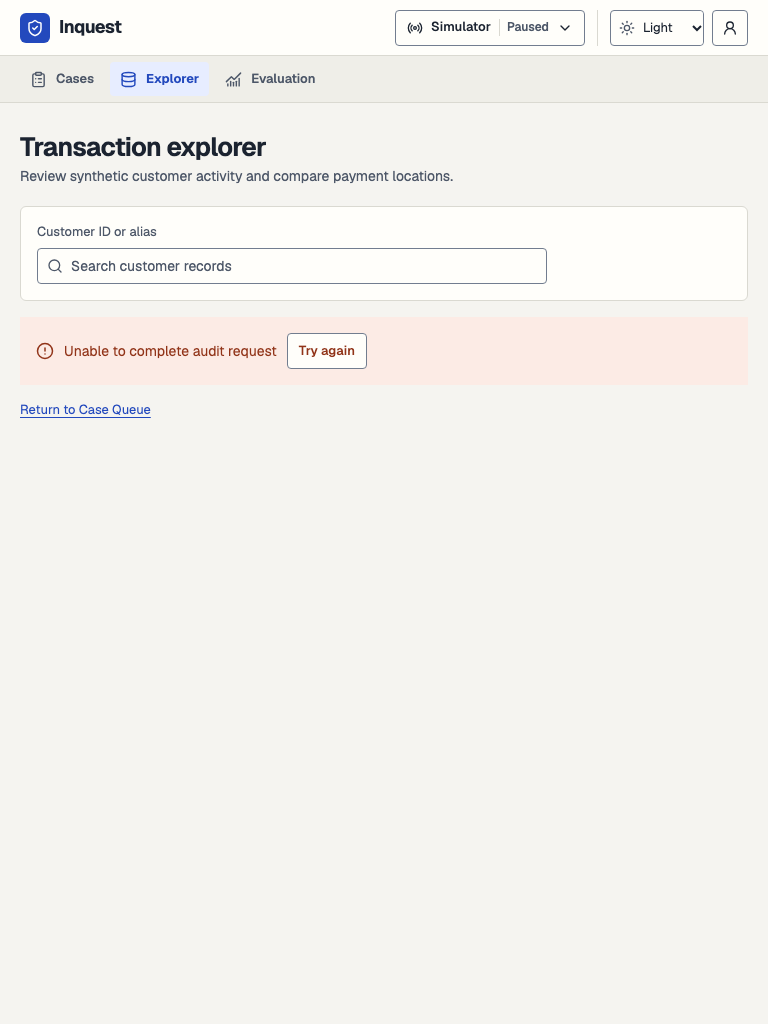 Inquest
Simulator Paused
Light
Cases
Explorer
Evaluation
Transaction explorer
Review synthetic customer activity and compare payment locations.
Customer ID or alias
Search customer records
Unable to complete audit request
Try again
Return to Case Queue